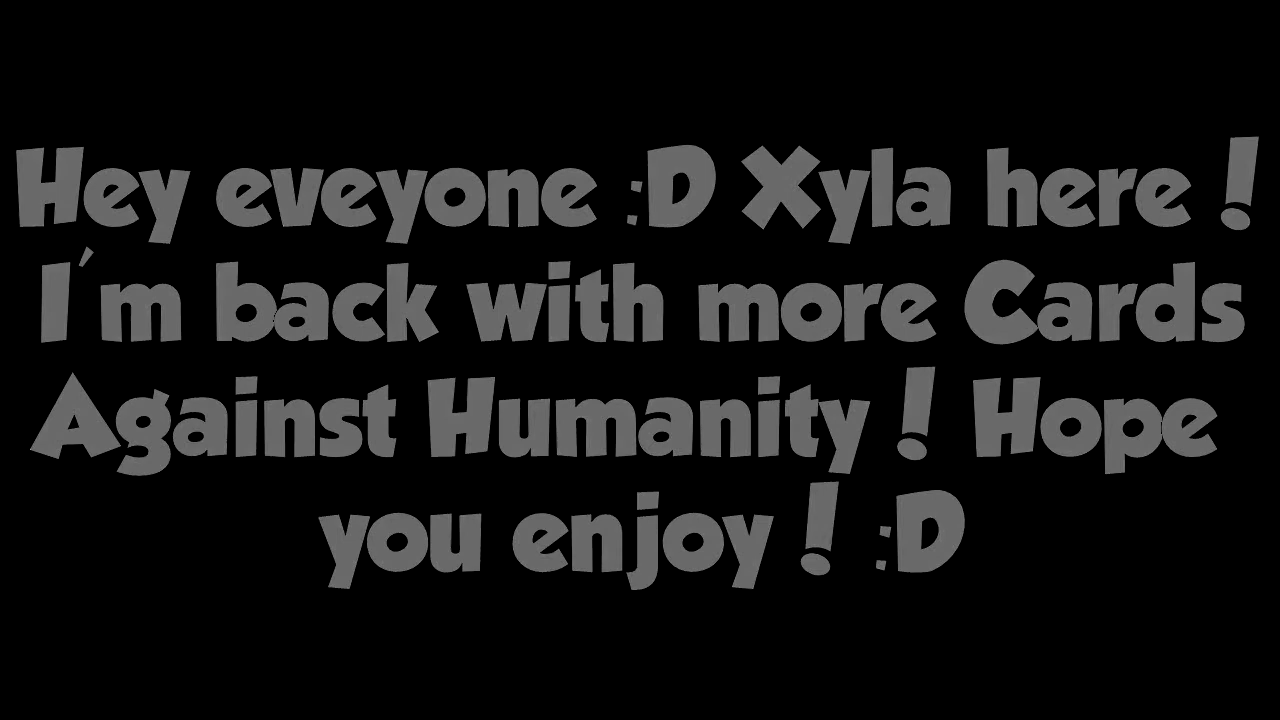 Hey eveyone :D Xyla here!
I'm back with more Cards
Against Humanity! Hope
you enjoy! :D